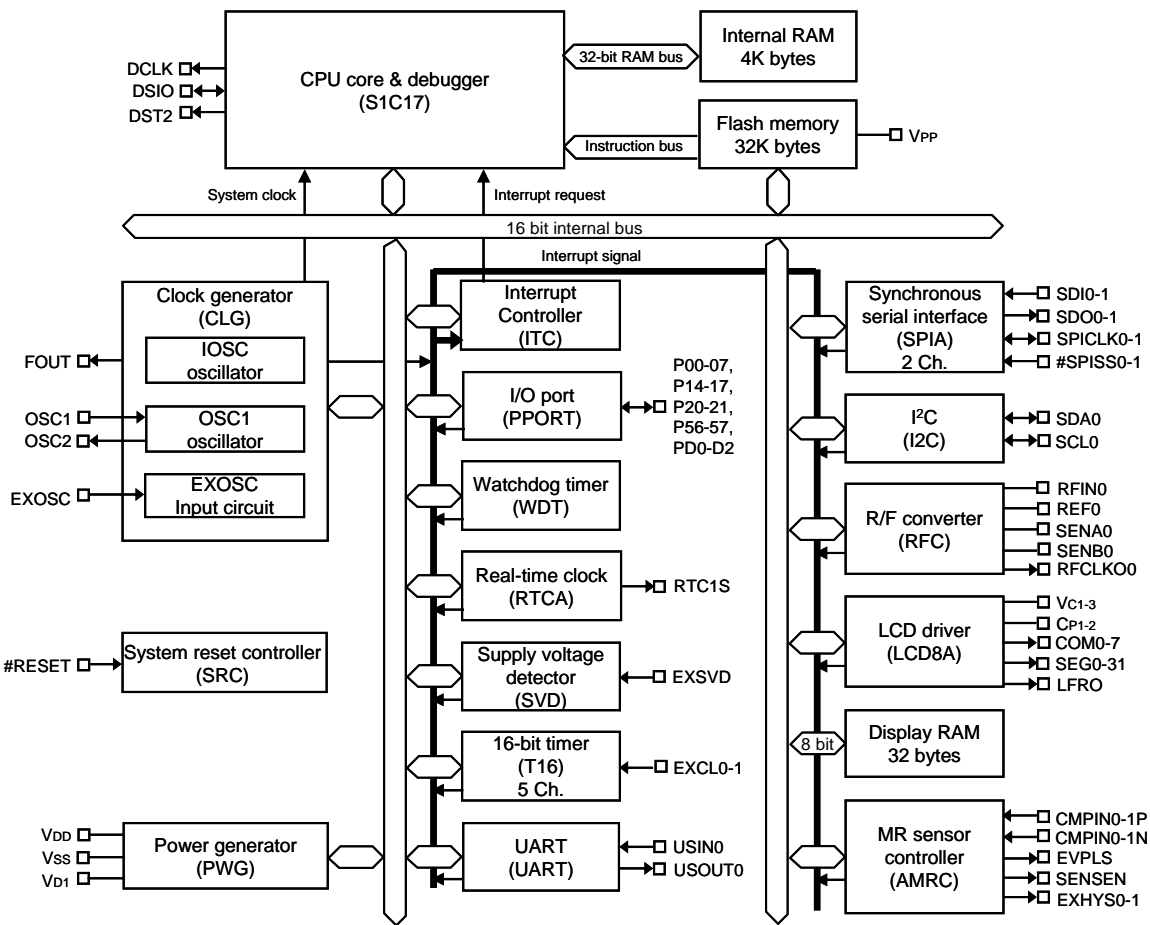 CPU core & debugger
(S1C17)
DCLK
DSIO
DST2
32-bit RAM bus
Internal RAM
4K bytes
Instruction bus
Flash memory
32K bytes
VPP
System clock
Interrupt request
16 bit internal bus
Interrupt signal
Clock generator
(CLG)
IOSC
oscillator
OSC1
oscillator
EXOSC
Input circuit
FOUT
OSC1
OSC2
EXOSC
#RESET
System reset controller
(SRC)
VDD
VSS
VD1
Power generator
(PWG)
Interrupt
Controller
(ITC)
I/O port
(PPORT)
P00-07,
P14-17,
P20-21,
P56-57,
PD0-D2
Watchdog timer
(WDT)
Real-time clock
(RTCA)
RTC1S
Supply voltage
detector
(SVD)
EXSVD
16-bit timer
(T16)
5 Ch.
EXCL0-1
UART
(UART)
USIN0
USOUT0
Synchronous
serial interface
(SPIA)
2 Ch.
SDI0-1
SDO0-1
SPICLK0-1
#SPISS0-1
I2C
(I2C)
SDA0
SCL0
R/F converter
(RFC)
RFIN0
REF0
SENA0
SENB0
RFCLKO0
LCD driver
(LCD8A)
VC1-3
CP1-2
COM0-7
SEG0-31
LFRO
8 bit
Display RAM
32 bytes
MR sensor
controller
(AMRC)
CMPIN0-1P
CMPIN0-1N
EVPLS
SENSEN
EXHYS0-1